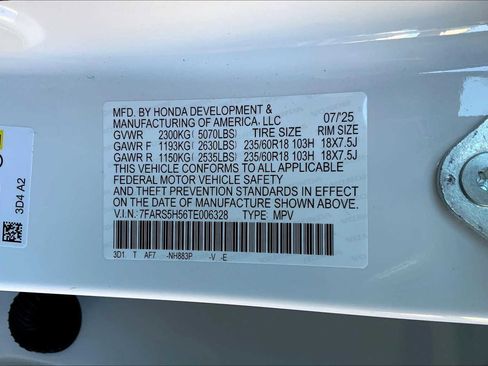 MFD. BY HONDA DEVELOPMENT &
MANUFACTURING OF AMERICA, LLC 07/'25
GVWR 2300KG( 5070LBS) TIRE SIZE RIM SIZE
GAWR F 1193KG( 2630LBS) 235/60R18 103H 18X7.5J
GAWR R 1150KG( 2535LBS) 235/60R18 103H 18X7.5J
THIS VEHICLE CONFORMS TO ALL APPLICABLE
FEDERAL MOTOR VEHICLE SAFETY
AND THEFT PREVENTION STANDARDS IN EFFECT
ON THE DATE OF MANUFACTURE SHOWN ABOVE.
V.I.N.: 7FARS5H56TE006328 TYPE: MPV
3D1 T AF7 -NH883P -V -E
3D4 A2